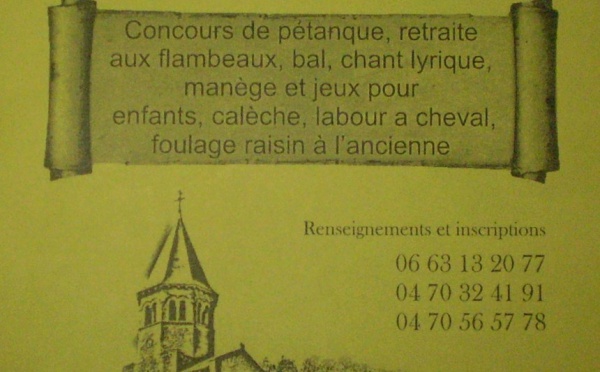 Concours de pétanque, retraite
aux flambeaux, bal, chant lyrique,
manège et jeux pour
enfants, calèche, labour a cheval,
foulage raisin à l'ancienne
Renseignements et inscriptions
06 63 13 20 77
04 70 32 41 91
04 70 56 57 78